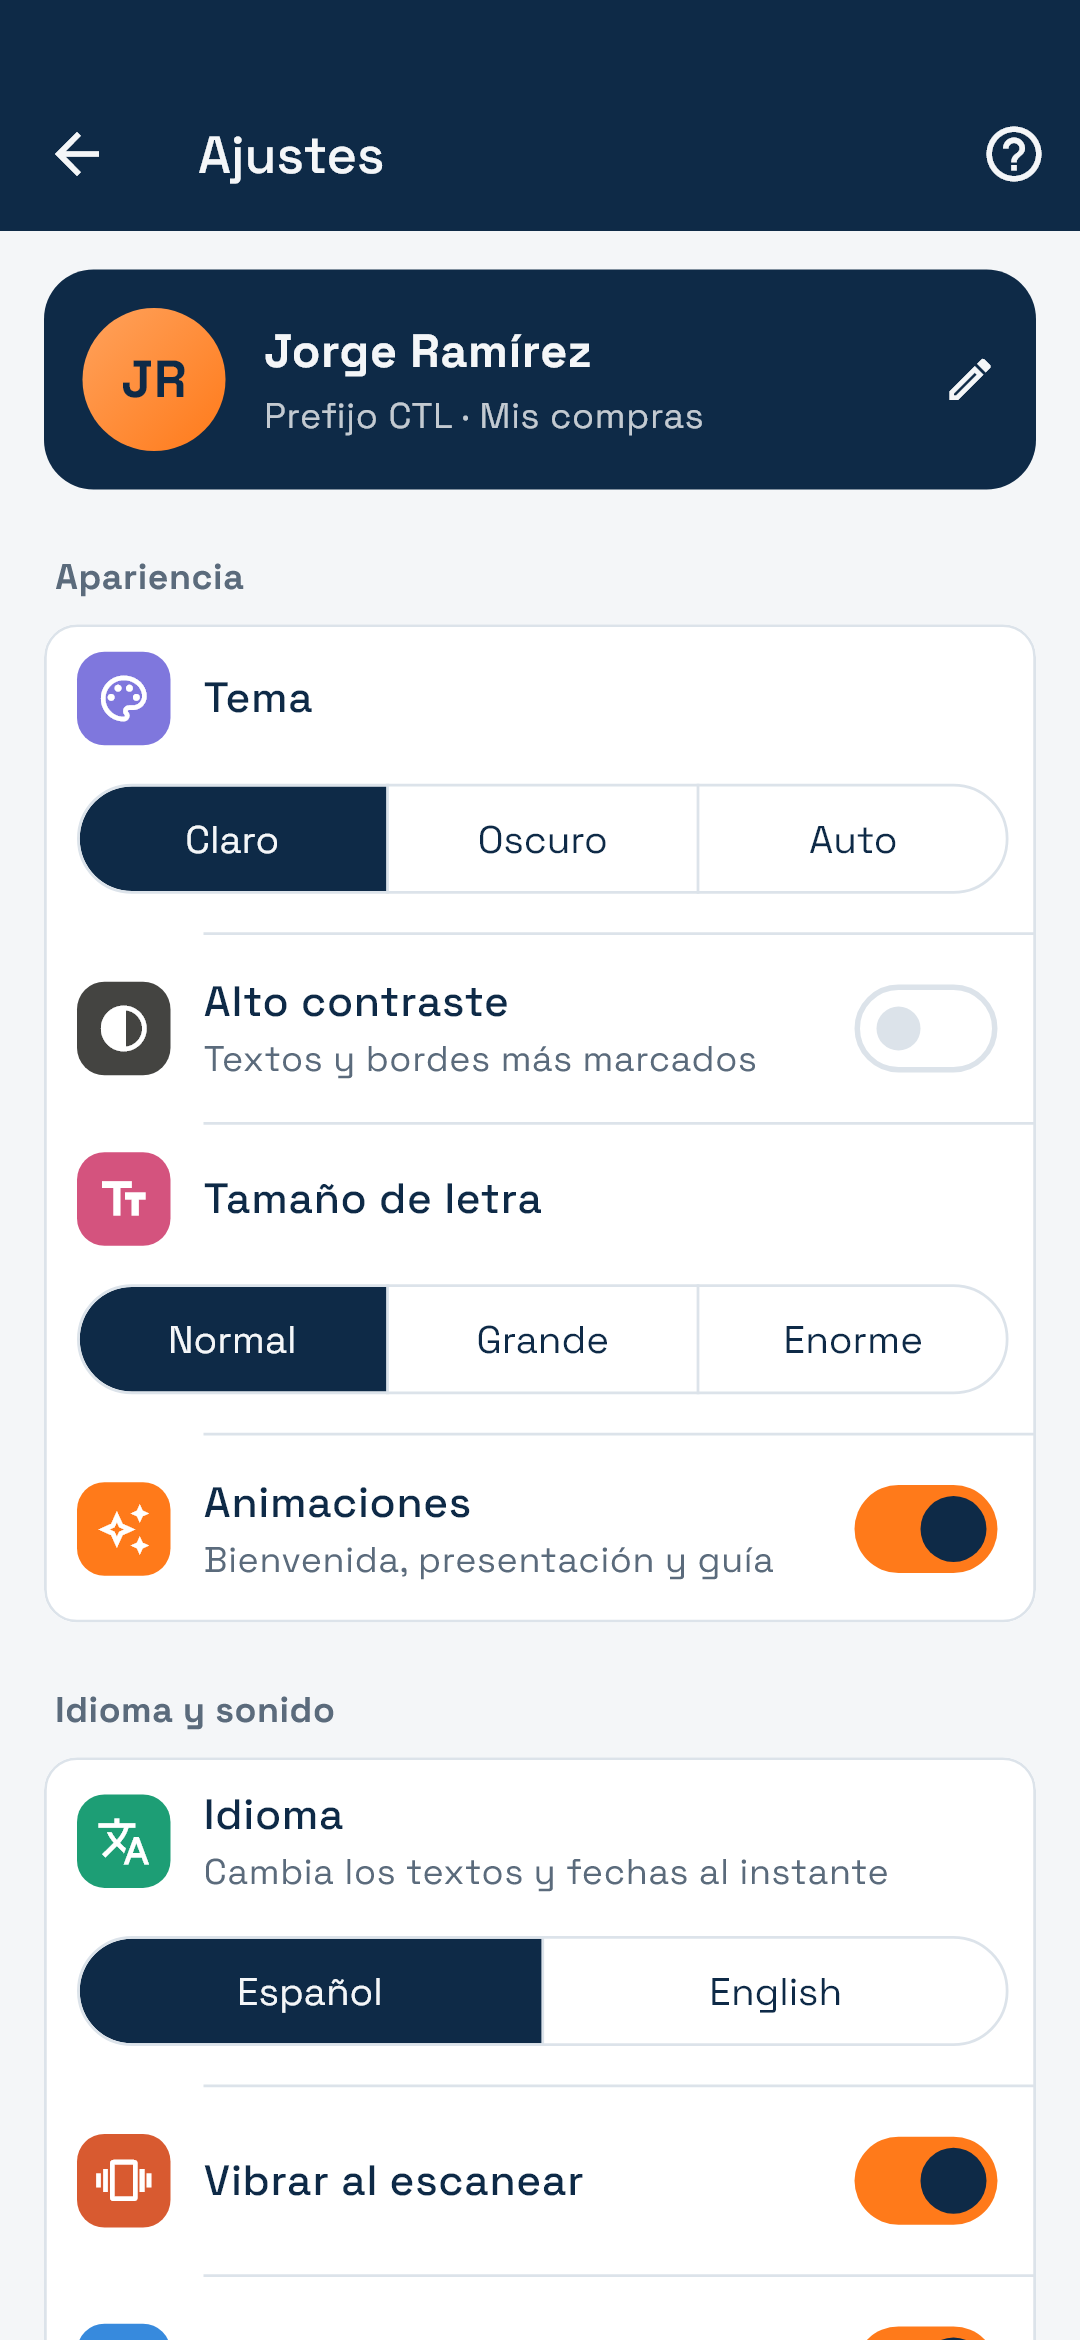 Ajustes
JR
Jorge Ramírez
Prefijo CTL · Mis compras
Apariencia
Tema
Claro
Oscuro
Auto
Alto contraste
Textos y bordes más marcados
Tamaño de letra
Normal
Grande
Enorme
Animaciones
Bienvenida, presentación y guía
Idioma y sonido
Idioma
Cambia los textos y fechas al instante
Español
English
Vibrar al escanear